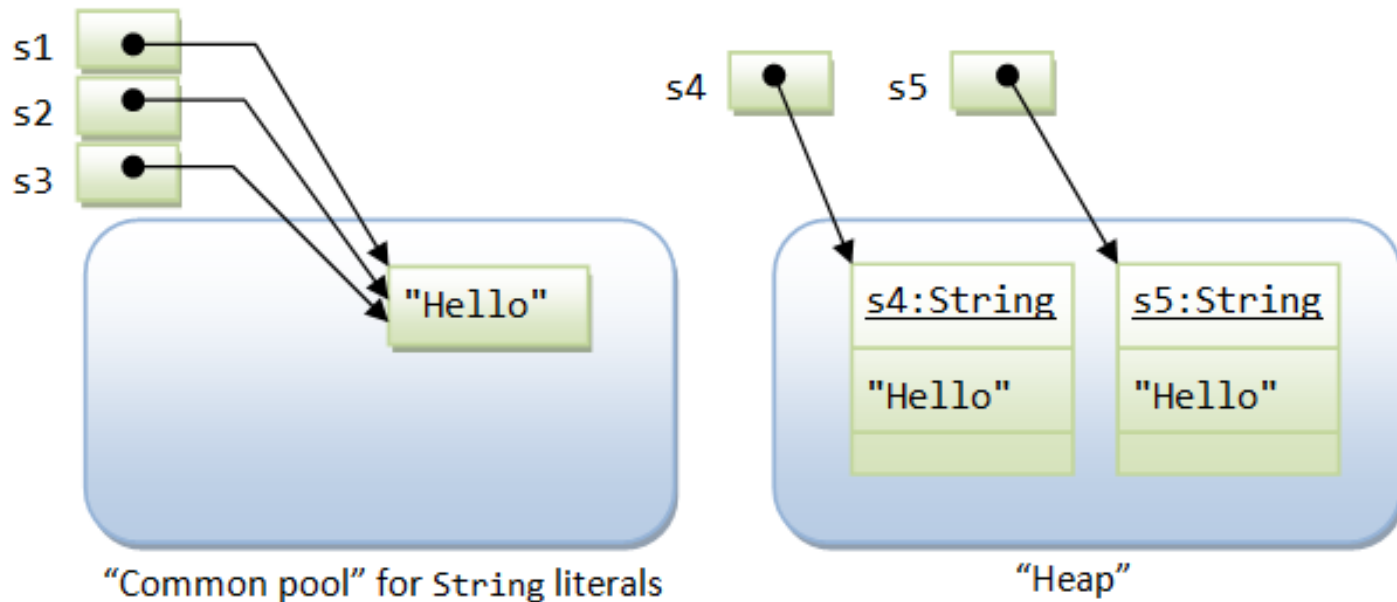 s1
s2
s3
"Hello"
“Common pool” for String literals
s4
s5
s4:String
"Hello"
s5:String
"Hello"
“Heap”